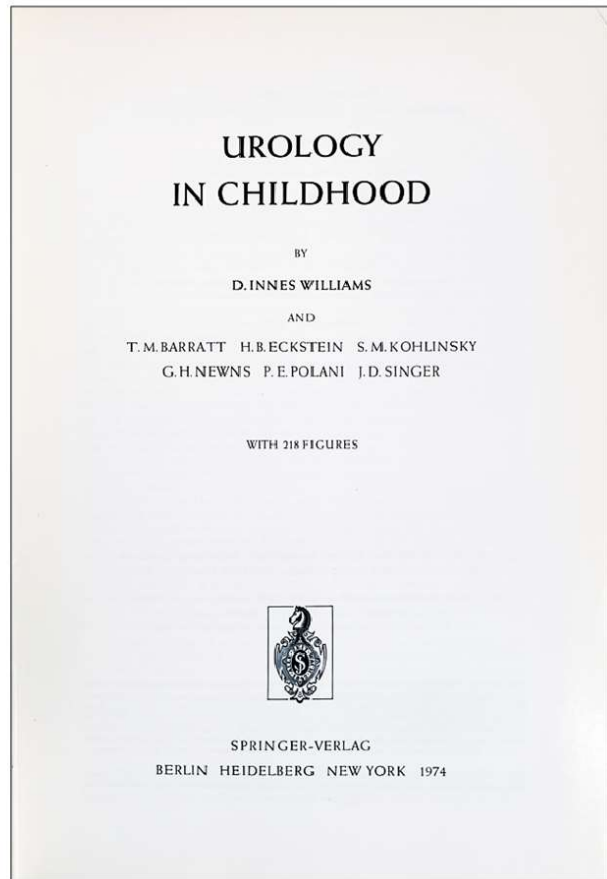 UROLOGY
IN CHILDHOOD
BY
D. INNES WILLIAMS
AND
T. M. BARRATT H. B. ECKSTEIN S. M. KOHLINSKY
G. H. NEWNS P. E. POLANI J. D. SINGER
WITH 218 FIGURES
S
SPRINGER-VERLAG
BERLIN HEIDELBERG NEW YORK 1974